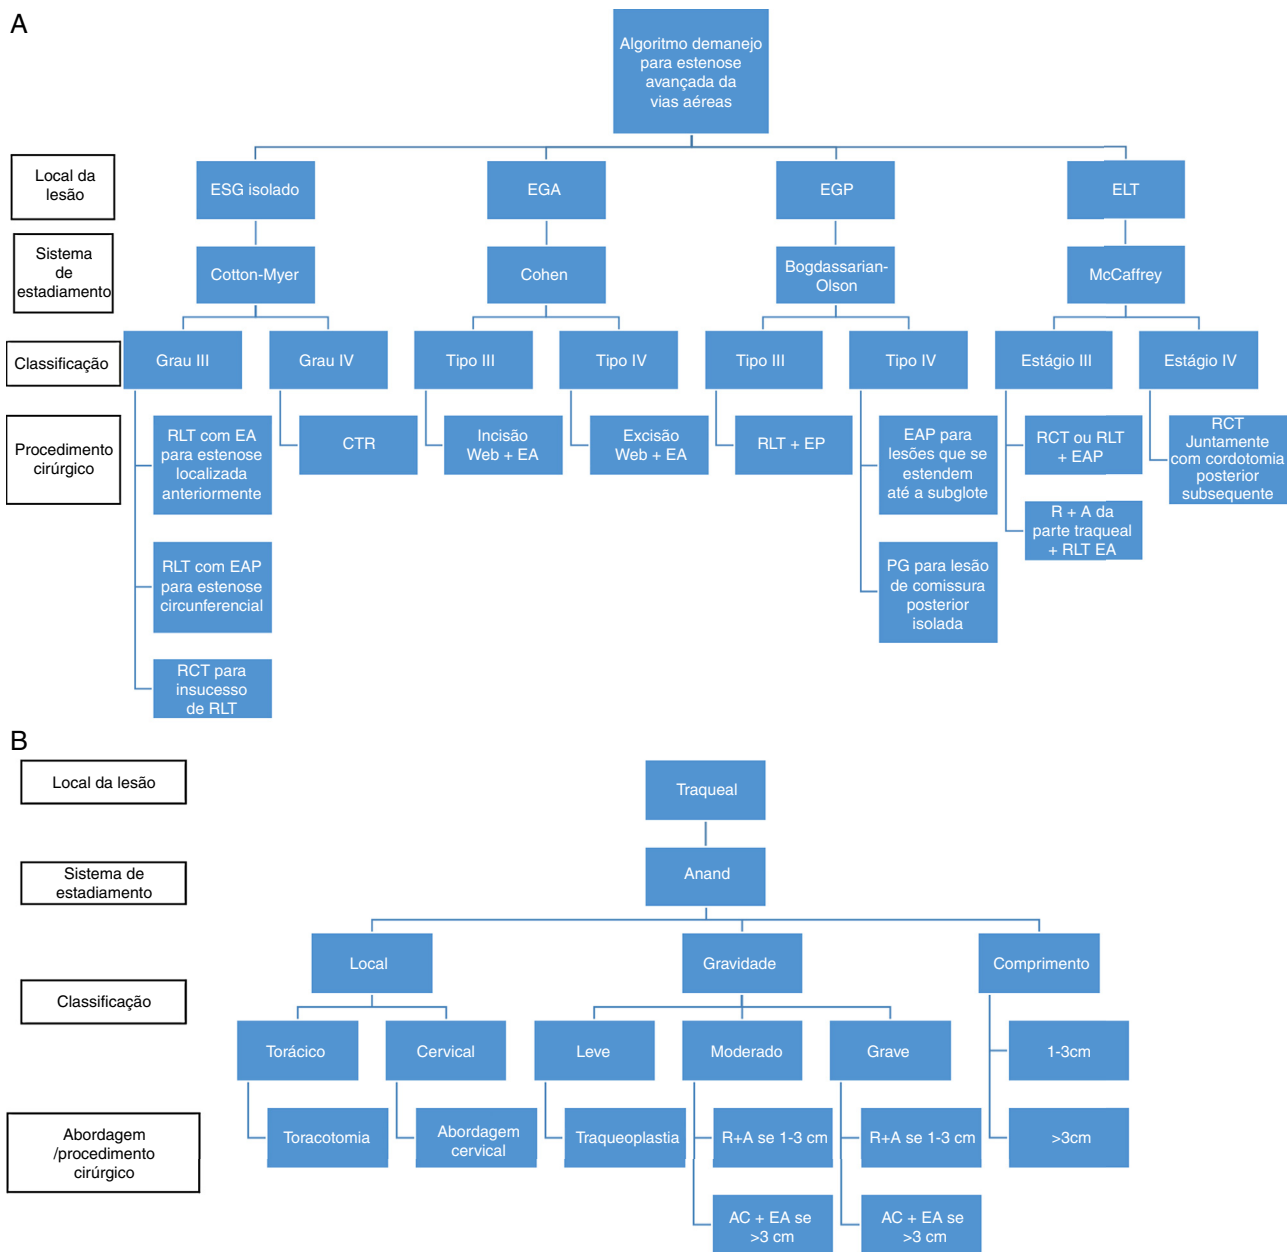 A
Algoritmo demanejo
para estenose
avançada da
vias aéreas
Local da
lesão
ESG isolado
EGA
EGP
ELT
Sistema
de
estadiamento
Cotton-Myer
Cohen
Bogdassarian-
Olson
McCaffrey
Classificação
Grau III
Grau IV
Tipo III
Tipo IV
Tipo III
Tipo IV
Estágio III
Estágio IV
Procedimento
cirúrgico
RLT com EA
para estenose
localizada
anteriormente
CTR
Incisão
Web + EA
Excisão
Web + EA
RLT + EP
EAP para
lesões que se
estendem
até a subglote
RCT ou RLT
+ EAP
RCT
Juntamente
com cordotomia
posterior
subsequente
R + A da
parte traqueal
+ RLT EA
RLT com EAP
para estenose
circunferencial
PG para lesão
de comissura
posterior
isolada
RCT para
insucesso
de RLT
B
Local da lesão
Traqueal
Sistema de
estadiamento
Anand
Classificação
Local
Gravidade
Comprimento
Torácico
Cervical
Leve
Moderado
Grave
1-3cm
Abordagem
/procedimento
cirúrgico
Toracotomia
Abordagem
cervical
Traqueoplastia
R+A se 1-3 cm
R+A se 1-3 cm
>3cm
AC + EA se
>3 cm
AC + EA se
>3 cm